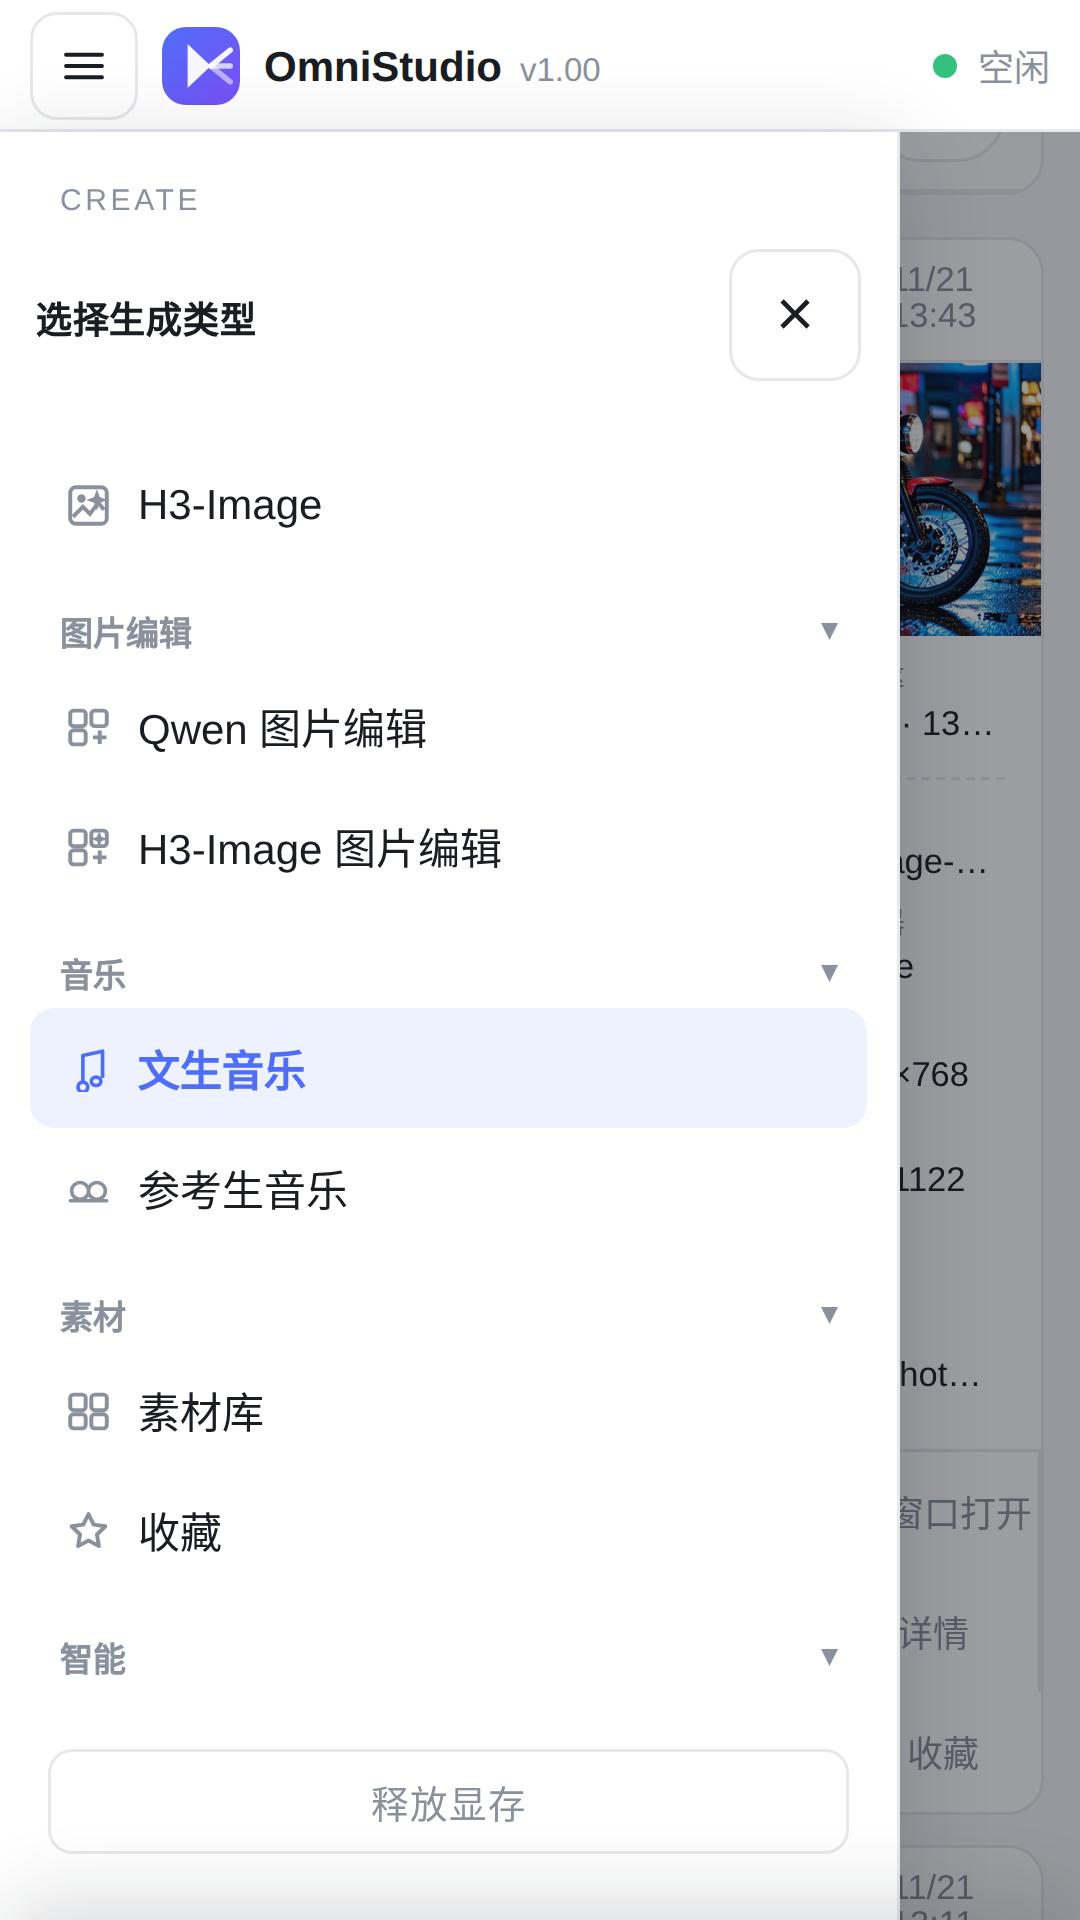 OmniStudio v1.00
空闲
CREATE
选择生成类型
H3-Image
图片编辑
Qwen 图片编辑
H3-Image 图片编辑
音乐
文生音乐
参考生音乐
素材
素材库
收藏
智能
释放显存
11/21
13:43
· 13…
age-…
e
×768
1122
hot…
窗口打开
详情
收藏
11/21